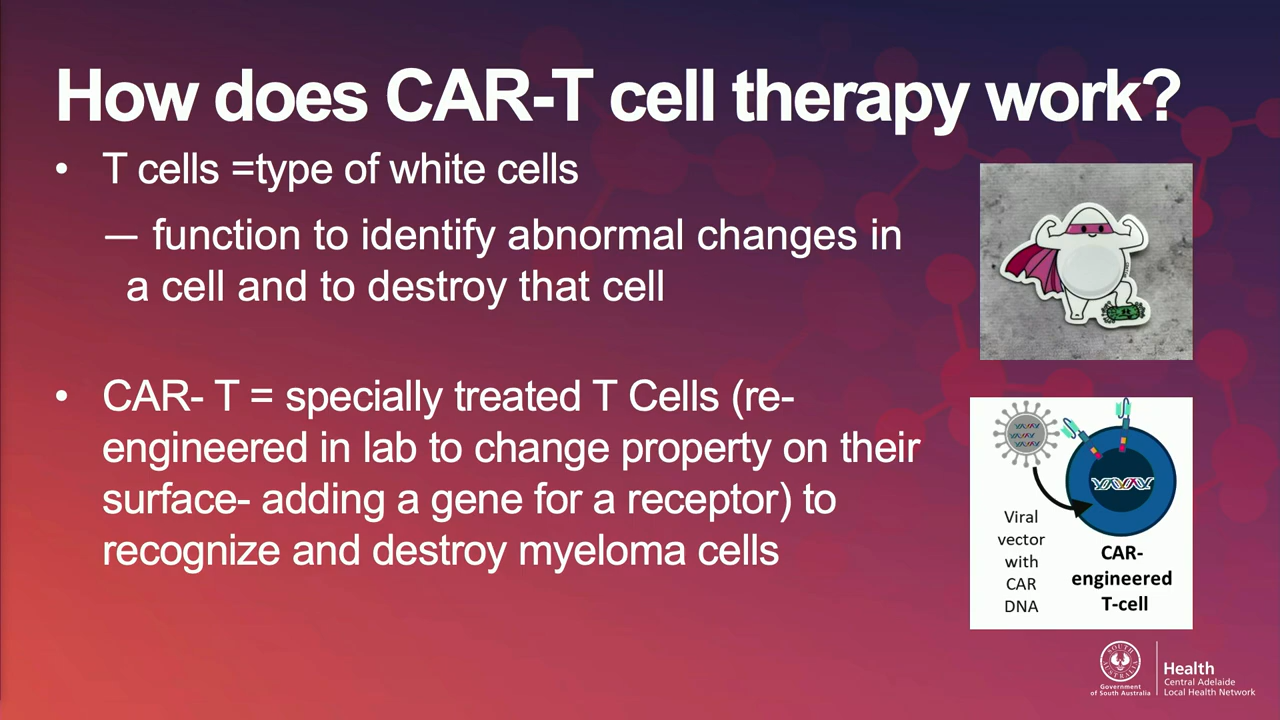 How does CAR-T cell therapy work?
• T cells =type of white cells
— function to identify abnormal changes in
a cell and to destroy that cell
• CAR- T = specially treated T Cells (re-
engineered in lab to change property on their
surface- adding a gene for a receptor) to
recognize and destroy myeloma cells
Viral
vector
with
CAR
DNA
CAR-
engineered
T-cell
SOUTH AUSTRALIA
Government
of South Australia
Health
Central Adelaide
Local Health Network